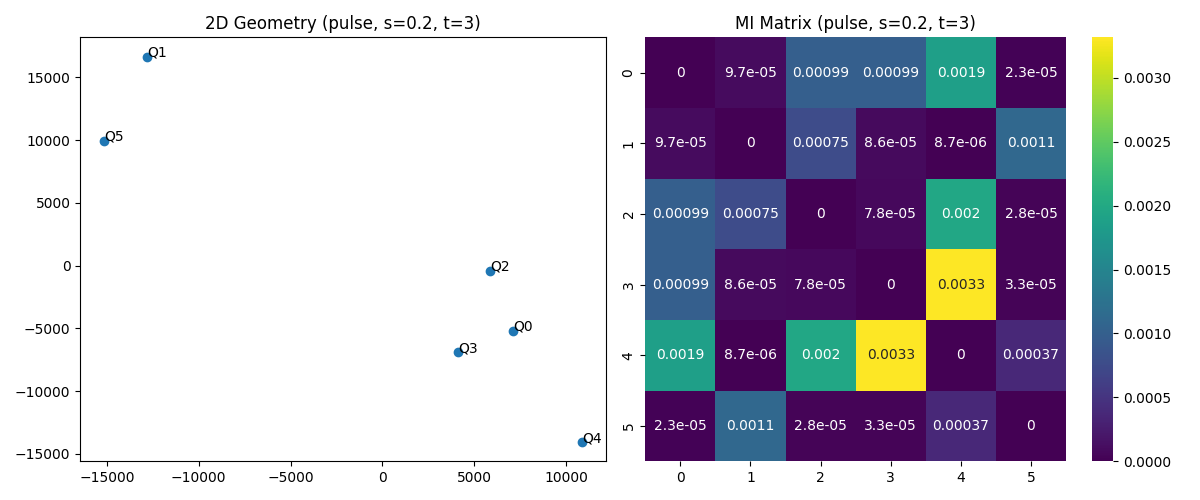 2D Geometry (pulse, s=0.2, t=3)
Q1
Q5
Q2
Q0
Q3
Q4
15000
10000
5000
0
−5000
−10000
−15000
−15000 −10000 −5000 0 5000 10000
MI Matrix (pulse, s=0.2, t=3)
0 0 9.7e-05 0.00099 0.00099 0.0019 2.3e-05
1 9.7e-05 0 0.00075 8.6e-05 8.7e-06 0.0011
2 0.00099 0.00075 0 7.8e-05 0.002 2.8e-05
3 0.00099 8.6e-05 7.8e-05 0 0.0033 3.3e-05
4 0.0019 8.7e-06 0.002 0.0033 0 0.00037
5 2.3e-05 0.0011 2.8e-05 3.3e-05 0.00037 0
0 1 2 3 4 5
0.0030
0.0025
0.0020
0.0015
0.0010
0.0005
0.0000